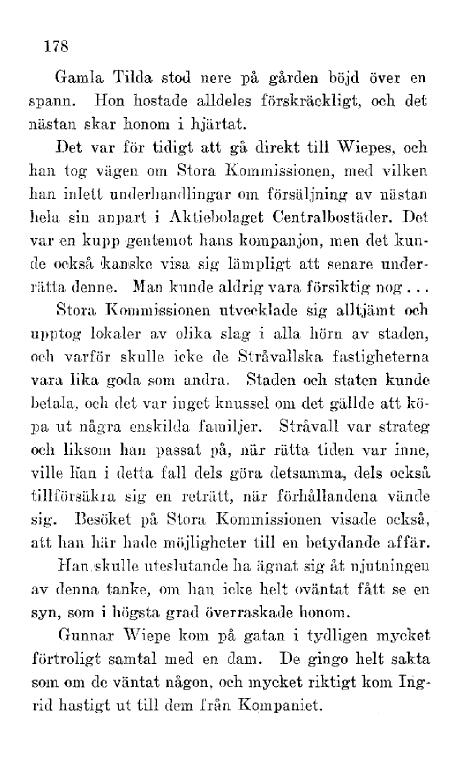 178
Gamla Tilda stod nere på gården böjd över en
spann. Hon hostade alldeles förskräckligt, och det
nästan skar honom i hjärtat.
Det var för tidigt att gå direkt till Wiepes, och
han tog vägen om Stora Kommissionen, med vilken
han inlett underhandlingar om försäljning av nästan
hela sin anpart i Aktiebolaget Centralbostäder. Det
var en kupp gentemot hans kompanjon, men det kun-
de också kanske visa sig lämpligt att senare under-
rätta denne. Man kunde aldrig vara försiktig nog . . .
Stora Kommissionen utvecklade sig alltjämt och
upptog lokaler av olika slag i alla hörn av staden,
och varför skulle icke de Stråvallska fastigheterna
vara lika goda som andra. Staden och staten kunde
betala, och det var inget knussel om det gällde att kö-
pa ut några enskilda familjer. Stråvall var strateg
och liksom han passat på, när rätta tiden var inne,
ville han i detta fall dels göra detsamma, dels också
tillförsäkra sig en reträtt, när förhållandena vände
sig. Besöket på Stora Kommissionen visade också,
att han här hade möjligheter till en betydande affär.
Han skulle uteslutande ha ägnat sig åt njutningen
av denna tanke, om han icke helt oväntat fått se en
syn, som i högsta grad överraskade honom.
Gunnar Wiepe kom på gatan i tydligen mycket
förtroligt samtal med en dam. De gingo helt sakta
som om de väntat någon, och mycket riktigt kom Ing-
rid hastigt ut till dem från Kompaniet.